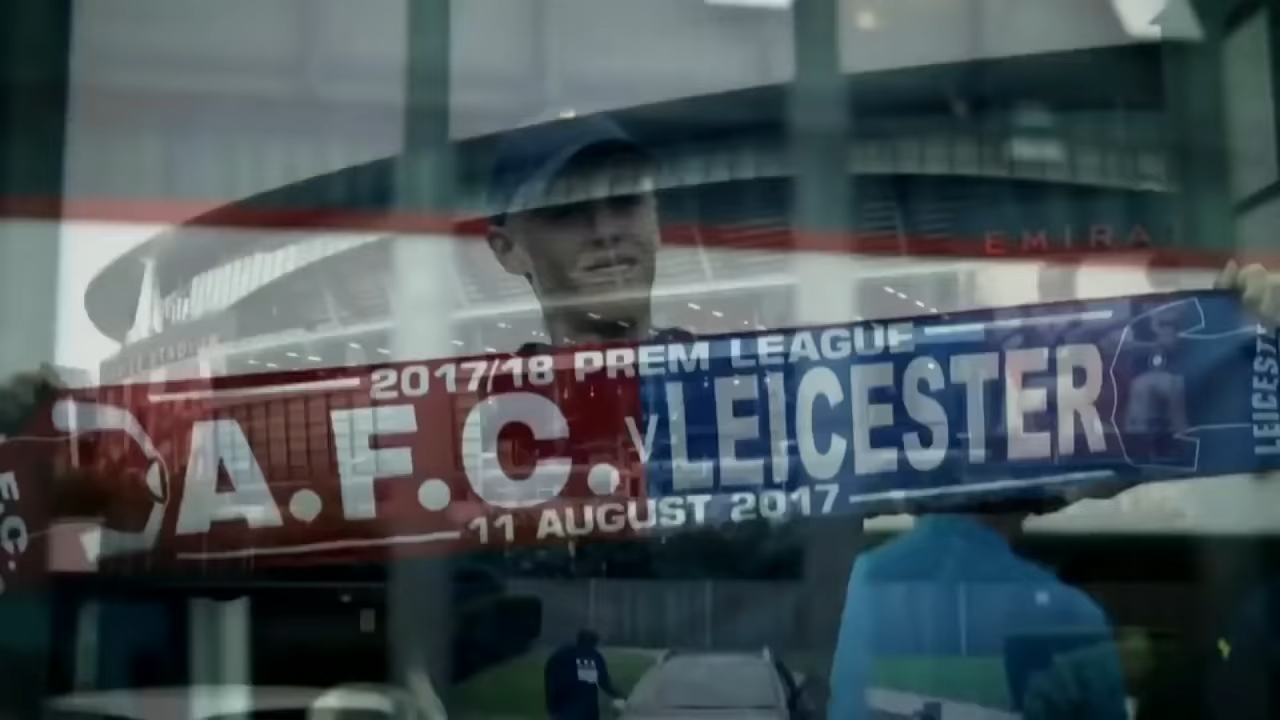 EMIRA
2017/18 PREM LEAGUE
A.F.C. V LEICESTER
11 AUGUST 2017
LEICEST
F.C.